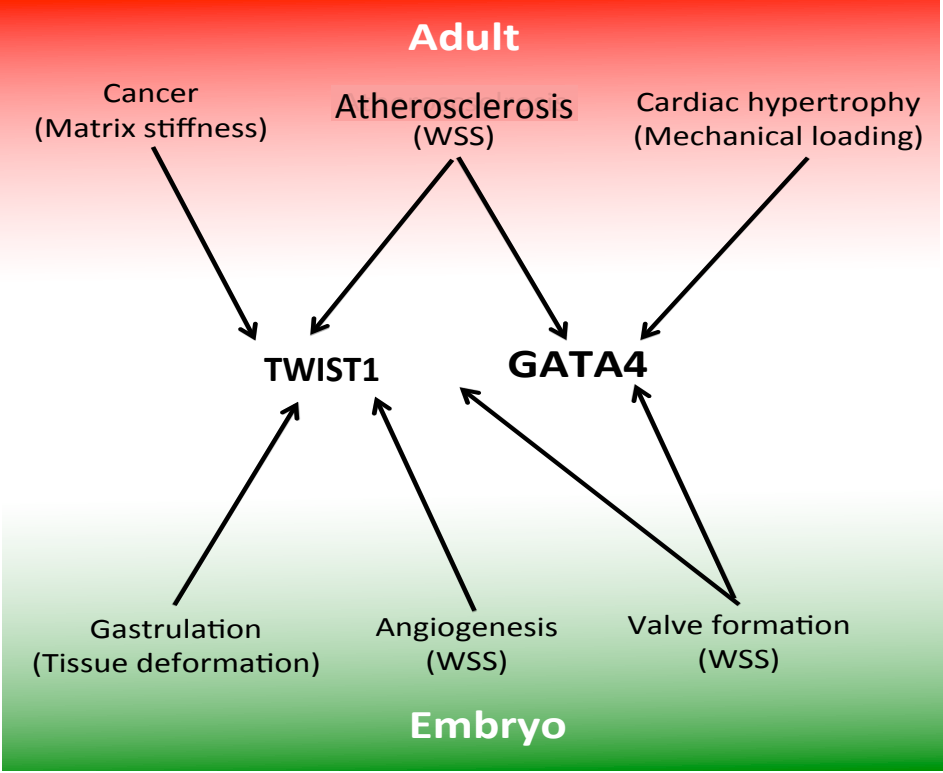 Adult
Cancer
(Matrix stiffness)
Atherosclerosis
(WSS)
Cardiac hypertrophy
(Mechanical loading)
TWIST1
GATA4
Gastrulation
(Tissue deformation)
Angiogenesis
(WSS)
Valve formation
(WSS)
Embryo